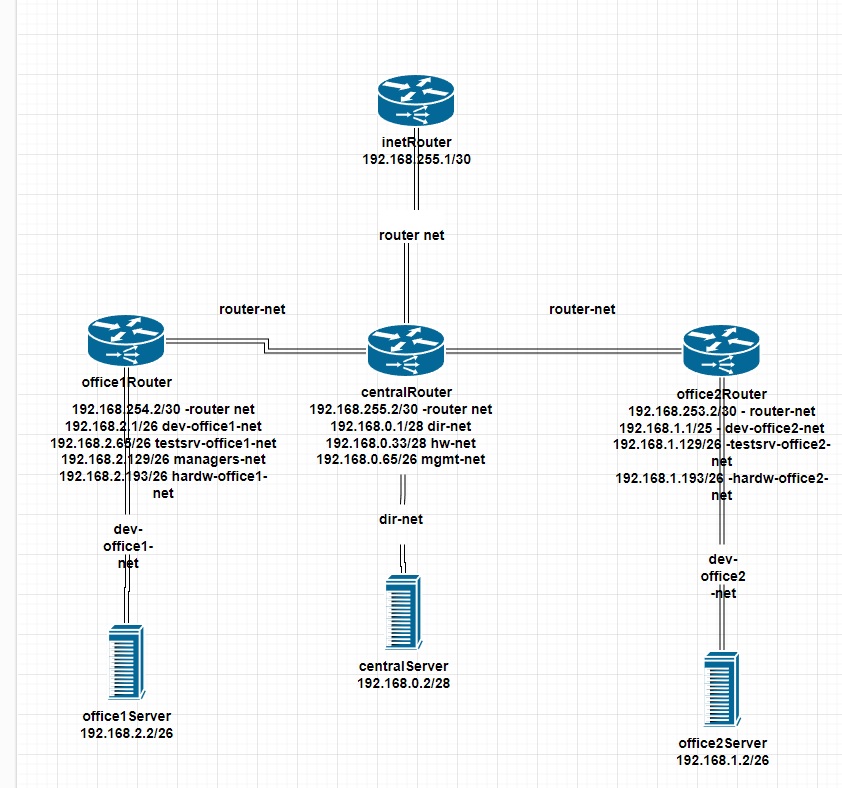 inetRouter
192.168.255.1/30
router net
router-net
router-net
office1Router
192.168.254.2/30 -router net
192.168.2.1/26 dev-office1-net
192.168.2.65/26 testsrv-office1-net
192.168.2.129/26 managers-net
192.168.2.193/26 hardw-office1-
net
centralRouter
192.168.255.2/30 -router net
192.168.0.1/28 dir-net
192.168.0.33/28 hw-net
192.168.0.65/26 mgmt-net
office2Router
192.168.253.2/30 - router-net
192.168.1.1/25 - dev-office2-net
192.168.1.129/26 -testsrv-office2-
net
192.168.1.193/26 -hardw-office2-
net
dev-
office1-
net
dir-net
dev-
office2
-net
office1Server
192.168.2.2/26
centralServer
192.168.0.2/28
office2Server
192.168.1.2/26